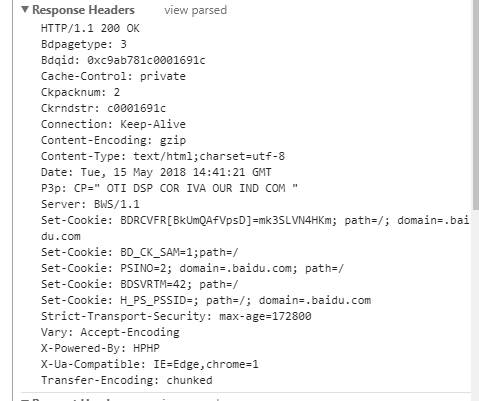 Response Headers view parsed
HTTP/1.1 200 OK
Bdpagetype: 3
Bdqid: 0xc9ab781c0001691c
Cache-Control: private
Ckpacknum: 2
Ckrndstr: c0001691c
Connection: Keep-Alive
Content-Encoding: gzip
Content-Type: text/html;charset=utf-8
Date: Tue, 15 May 2018 14:41:21 GMT
P3p: CP=" OTI DSP COR IVA OUR IND COM "
Server: BWS/1.1
Set-Cookie: BDRCVFR[BkUmQAfVpsD]=mk3SLVN4HKm; path=/; domain=.bai
du.com
Set-Cookie: BD_CK_SAM=1;path=/
Set-Cookie: PSINO=2; domain=.baidu.com; path=/
Set-Cookie: BDSVRTM=42; path=/
Set-Cookie: H_PS_PSSID=; path=/; domain=.baidu.com
Strict-Transport-Security: max-age=172800
Vary: Accept-Encoding
X-Powered-By: HPHP
X-Ua-Compatible: IE=Edge,chrome=1
Transfer-Encoding: chunked